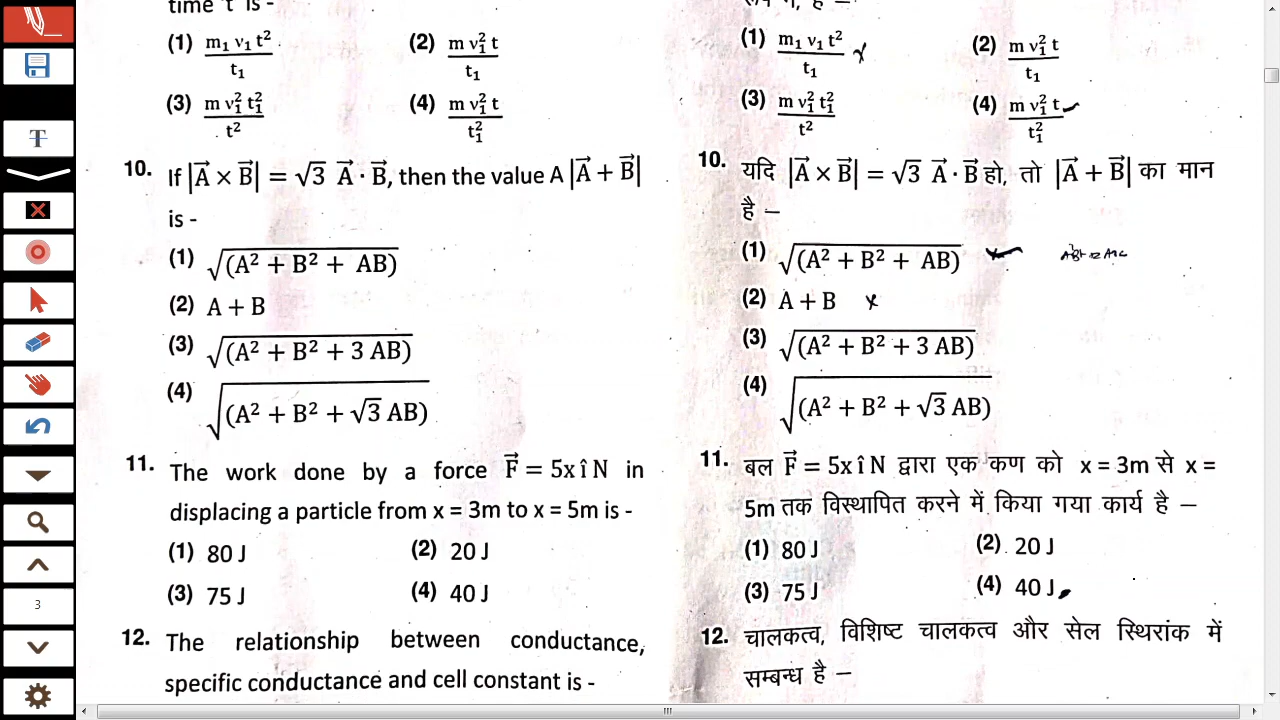 time 't' is -
(1) m₁ v₁ t² / t₁ (2) m v₁² t / t₁
(3) m v₁² t₁² / t² (4) m v₁² t / t₁²
10. If |A⃗ × B⃗| = √3 A⃗ · B⃗, then the value A |A⃗ + B⃗|
is -
(1) √(A² + B² + AB)
(2) A + B
(3) √(A² + B² + 3 AB)
(4) √(A² + B² + √3 AB)
11. The work done by a force F⃗ = 5x î N in
displacing a particle from x = 3m to x = 5m is -
(1) 80 J (2) 20 J
(3) 75 J (4) 40 J
12. The relationship between conductance,
specific conductance and cell constant is -
(1) m₁ v₁ t² / t₁ (2) m v₁² t / t₁
(3) m v₁² t₁² / t² (4) m v₁² t / t₁²
10. यदि |A⃗ × B⃗| = √3 A⃗ · B⃗ हो, तो |A⃗ + B⃗| का मान
है –
(1) √(A² + B² + AB)
(2) A + B
(3) √(A² + B² + 3 AB)
(4) √(A² + B² + √3 AB)
11. बल F⃗ = 5x î N द्वारा एक कण को x = 3m से x =
5m तक विस्थापित करने में किया गया कार्य है –
(1) 80 J (2) 20 J
(3) 75 J (4) 40 J
12. चालकत्व, विशिष्ट चालकत्व और सेल स्थिरांक में
सम्बन्ध है –
3